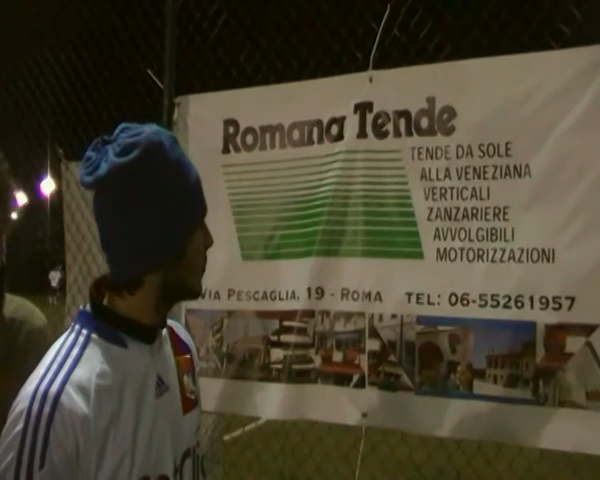 Romana Tende
TENDE DA SOLE
ALLA VENEZIANA
VERTICALI
ZANZARIERE
AVVOLGIBILI
MOTORIZZAZIONI
VIA PESCAGLIA, 19 - ROMA TEL: 06-55261957